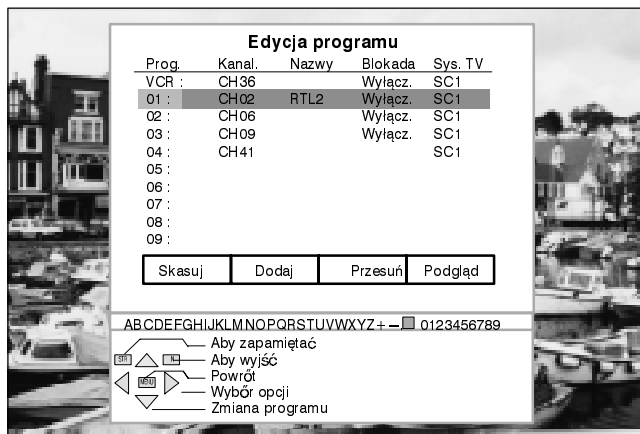 Edycja programu
Prog. Kanal. Nazwy Blokada Sys. TV
VCR : CH36 Wyłącz. SC1
01 : CH02 RTL2 Wyłącz. SC1
02 : CH06 Wyłącz. SC1
03 : CH09 Wyłącz. SC1
04 : CH41 SC1
05 :
06 :
07 :
08 :
09 :
Skasuj Dodaj Przesuń Podgląd
ABCDEFGHIJKLMNOPQRSTUVWXYZ+– 0123456789
Aby zapamiętać
STR N Aby wyjść
MENU Powrót
Wybór opcji
Zmiana programu